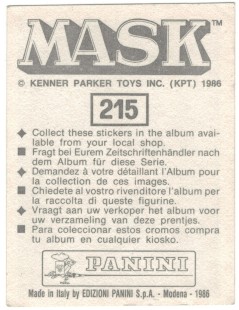 MASK™
© KENNER PARKER TOYS INC. (KPT) 1986
215
◆ Collect these stickers in the album avai-
lable from your local shop.
■ Fragt bei Eurem Zeitschriftenhändler nach
dem Album für diese Serie.
◆ Demandez à votre détaillant l'Album pour
la collection de ces images.
■ Chiedete al vostro rivenditore l'album per
la raccolta di queste figurine.
◆ Vraagt aan uw verkoper het album voor
uw verzameling van deze prentjes.
■ Para coleccionar estos cromos compra
tu album en cualquier kiosko.
PANINI
Made in Italy by EDIZIONI PANINI S.p.A. - Modena - 1986